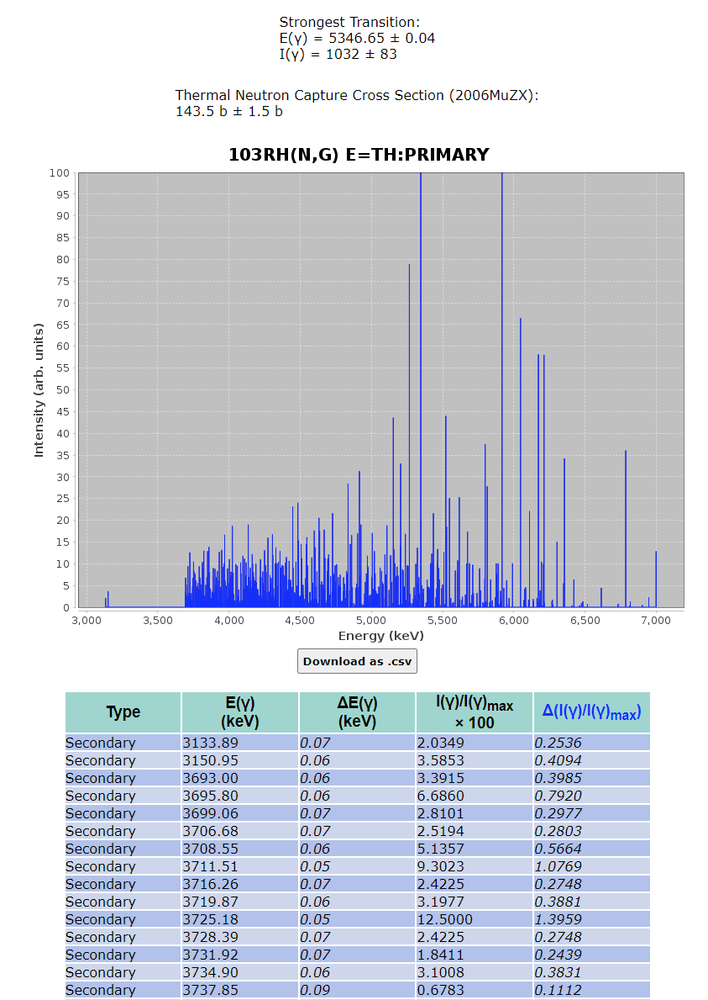 Strongest Transition:
E(γ) = 5346.65 ± 0.04
I(γ) = 1032 ± 83
Thermal Neutron Capture Cross Section (2006MuZX):
143.5 b ± 1.5 b
103RH(N,G) E=TH:PRIMARY
100
95
90
85
80
75
70
65
60
55
50
45
40
35
30
25
20
15
10
5
0
Intensity (arb. units)
3,000 3,500 4,000 4,500 5,000 5,500 6,000 6,500 7,000
Energy (keV)
Download as .csv
Type E(γ) (keV) ΔE(γ) (keV) I(γ)/I(γ)max × 100 Δ(I(γ)/I(γ)max)
Secondary 3133.89 0.07 2.0349 0.2536
Secondary 3150.95 0.06 3.5853 0.4094
Secondary 3693.00 0.06 3.3915 0.3985
Secondary 3695.80 0.06 6.6860 0.7920
Secondary 3699.06 0.07 2.8101 0.2977
Secondary 3706.68 0.07 2.5194 0.2803
Secondary 3708.55 0.06 5.1357 0.5664
Secondary 3711.51 0.05 9.3023 1.0769
Secondary 3716.26 0.07 2.4225 0.2748
Secondary 3719.87 0.06 3.1977 0.3881
Secondary 3725.18 0.05 12.5000 1.3959
Secondary 3728.39 0.07 2.4225 0.2748
Secondary 3731.92 0.07 1.8411 0.2439
Secondary 3734.90 0.06 3.1008 0.3831
Secondary 3737.85 0.09 0.6783 0.1112